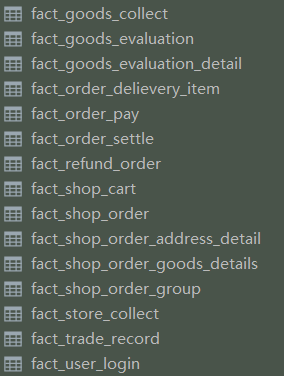 fact_goods_collect
fact_goods_evaluation
fact_goods_evaluation_detail
fact_order_delievery_item
fact_order_pay
fact_order_settle
fact_refund_order
fact_shop_cart
fact_shop_order
fact_shop_order_address_detail
fact_shop_order_goods_details
fact_shop_order_group
fact_store_collect
fact_trade_record
fact_user_login